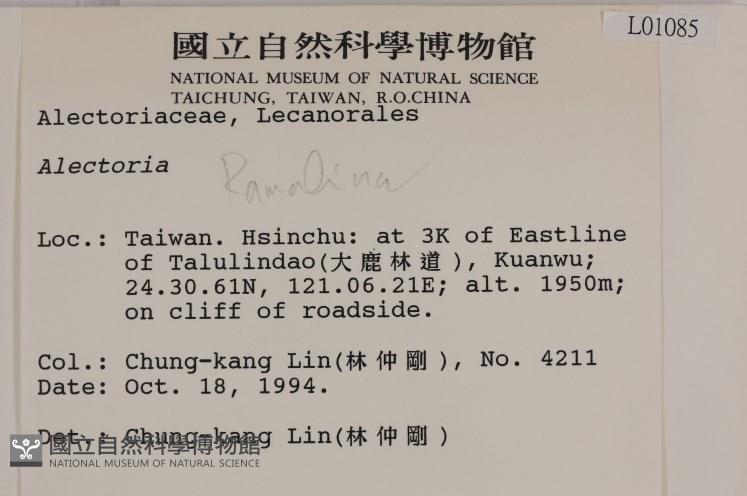 L01085
國立自然科學博物館
NATIONAL MUSEUM OF NATURAL SCIENCE
TAICHUNG, TAIWAN, R.O.CHINA
Alectoriaceae, Lecanorales
Alectoria Ramalina
Loc.: Taiwan. Hsinchu: at 3K of Eastline
of Talulindao(大鹿林道), Kuanwu;
24.30.61N, 121.06.21E; alt. 1950m;
on cliff of roadside.
Col.: Chung-kang Lin(林仲剛), No. 4211
Date: Oct. 18, 1994.
Det.: Chung-kang Lin(林仲剛)
國立自然科學博物館
NATIONAL MUSEUM OF NATURAL SCIENCE